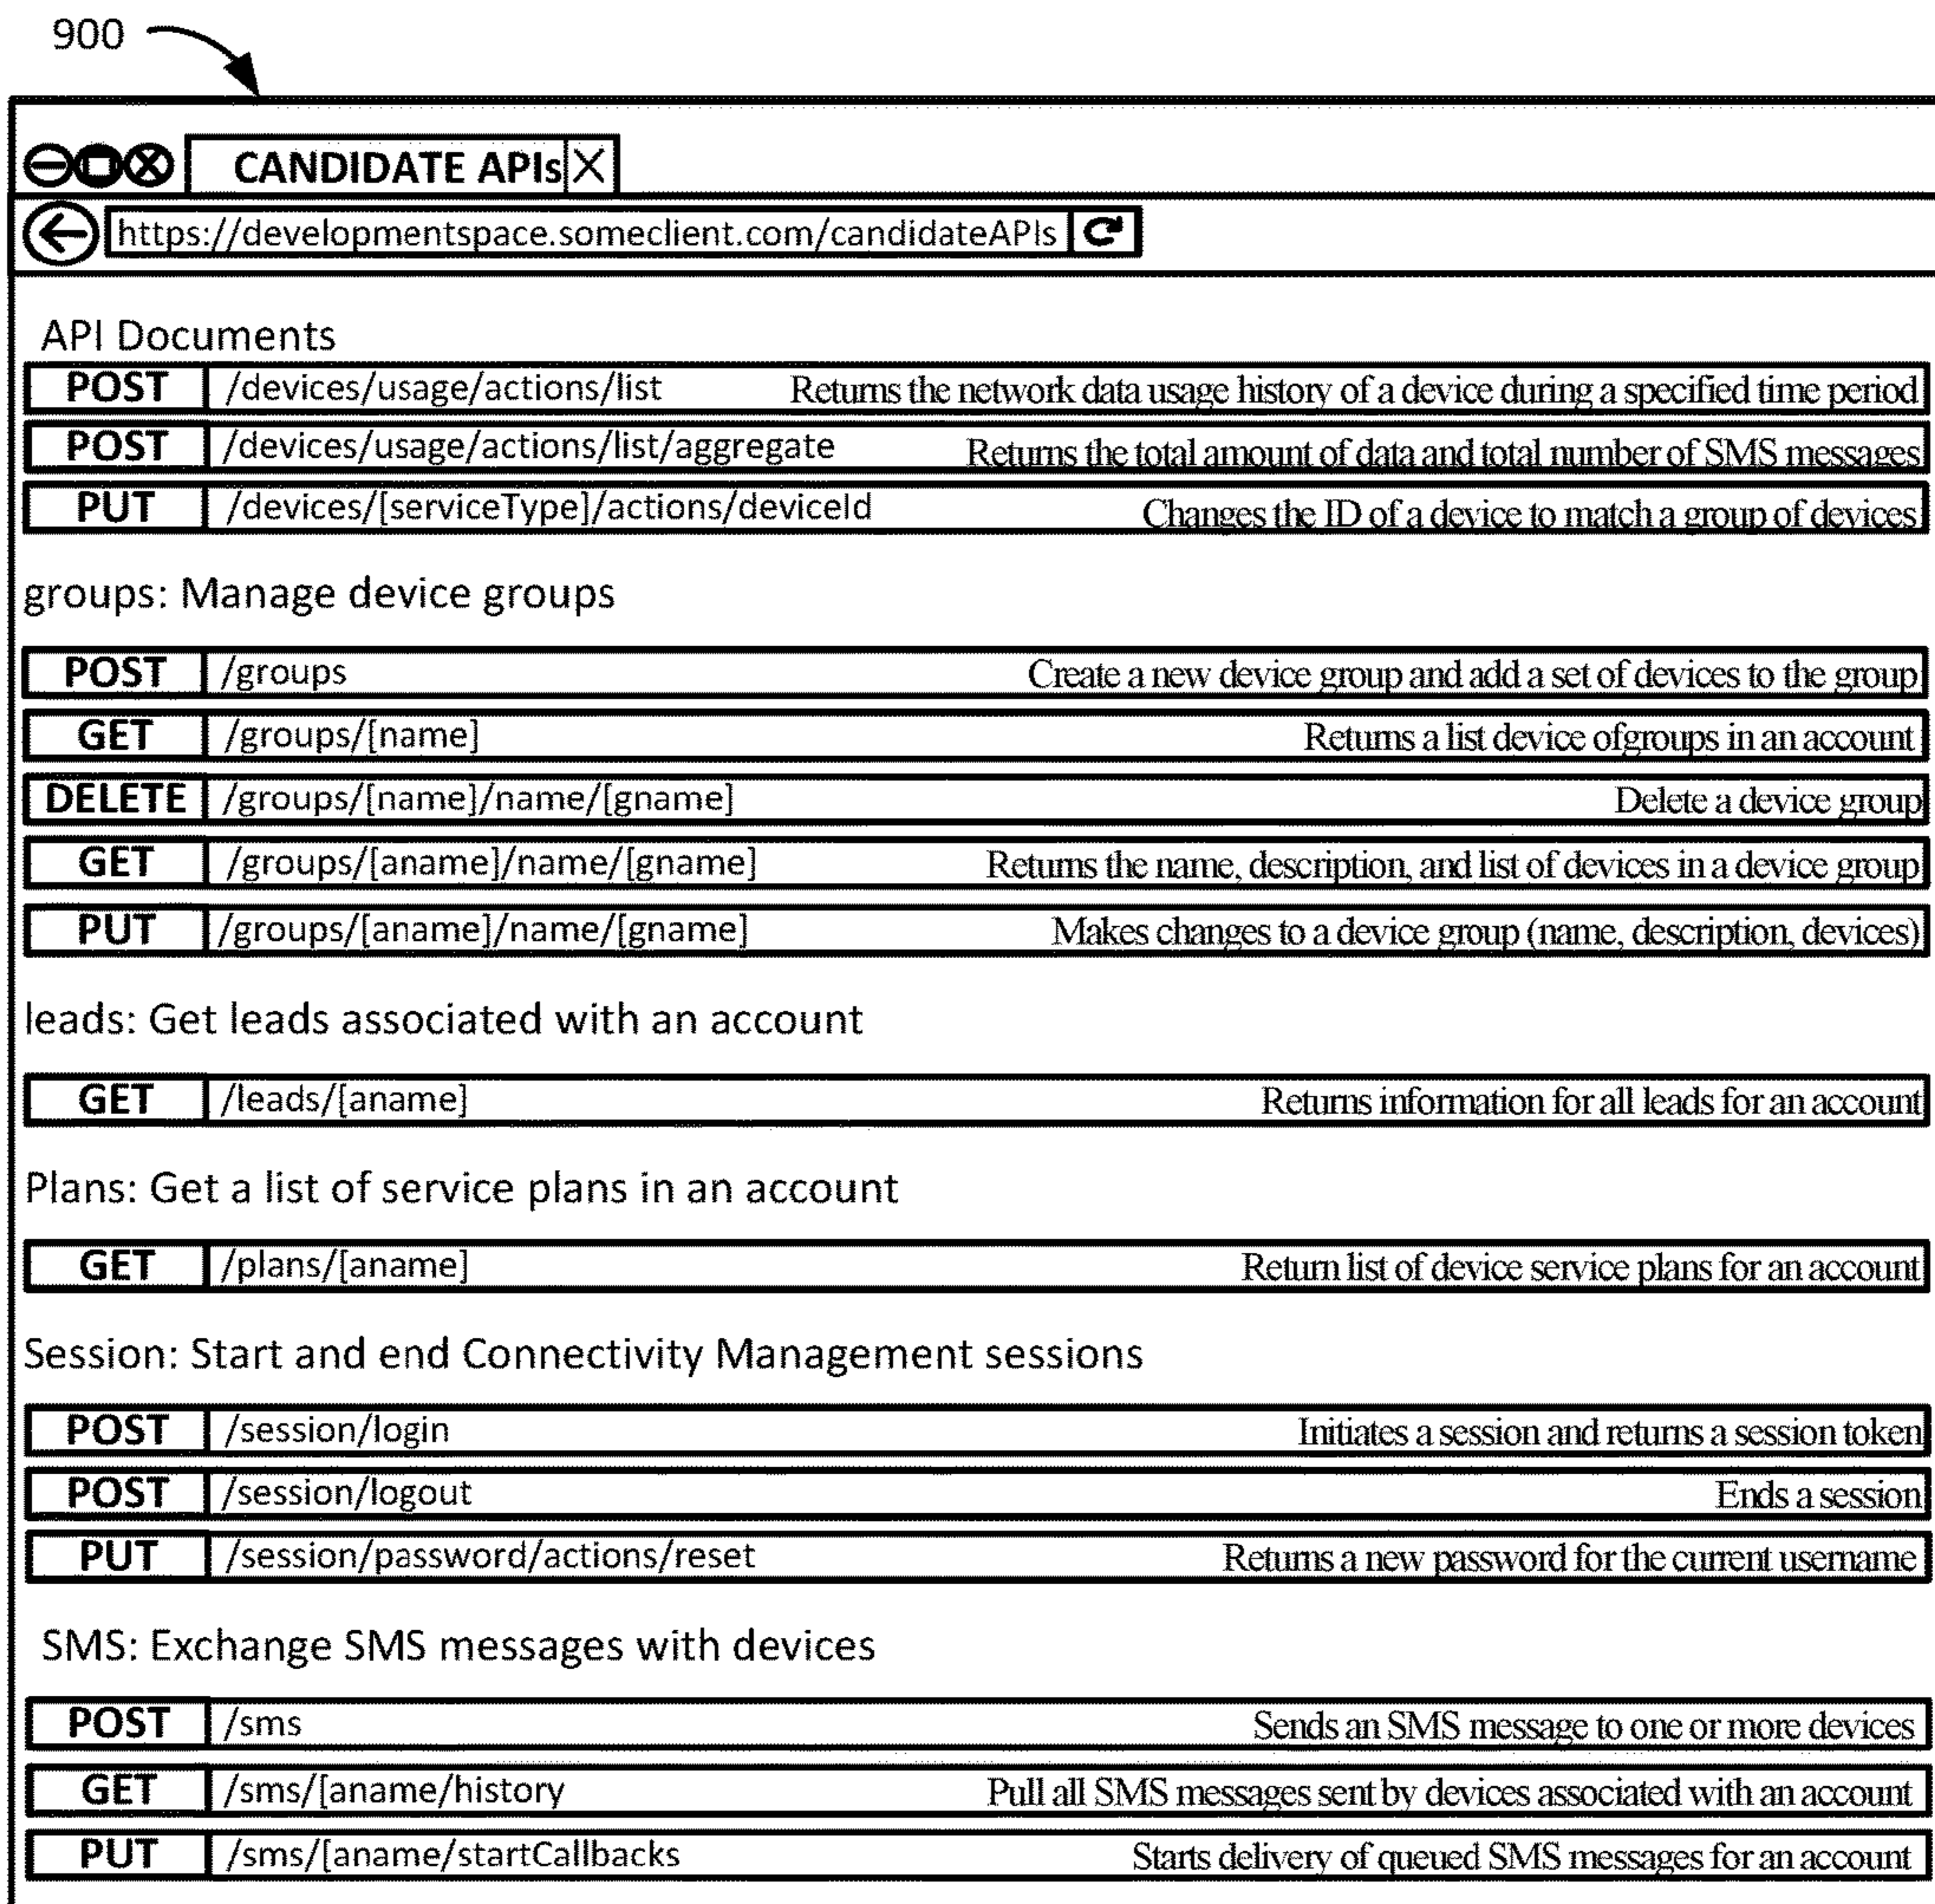 900
CANDIDATE APIs
https://developmentspace.someclient.com/candidateAPIs
API Documents
POST /devices/usage/actions/list Returns the network data usage history of a device during a specified time period
POST /devices/usage/actions/list/aggregate Returns the total amount of data and total number of SMS messages
PUT /devices/[serviceType]/actions/deviceId Changes the ID of a device to match a group of devices
groups: Manage device groups
POST /groups Create a new device group and add a set of devices to the group
GET /groups/[name] Returns a list device ofgroups in an account
DELETE /groups/[name]/name/[gname] Delete a device group
GET /groups/[aname]/name/[gname] Returns the name, description, and list of devices in a device group
PUT /groups/[aname]/name/[gname] Makes changes to a device group (name, description, devices)
leads: Get leads associated with an account
GET /leads/[aname] Returns information for all leads for an account
Plans: Get a list of service plans in an account
GET /plans/[aname] Return list of device service plans for an account
Session: Start and end Connectivity Management sessions
POST /session/login Initiates a session and returns a session token
POST /session/logout Ends a session
PUT /session/password/actions/reset Returns a new password for the current username
SMS: Exchange SMS messages with devices
POST /sms Sends an SMS message to one or more devices
GET /sms/[aname/history Pull all SMS messages sent by devices associated with an account
PUT /sms/[aname/startCallbacks Starts delivery of queued SMS messages for an account